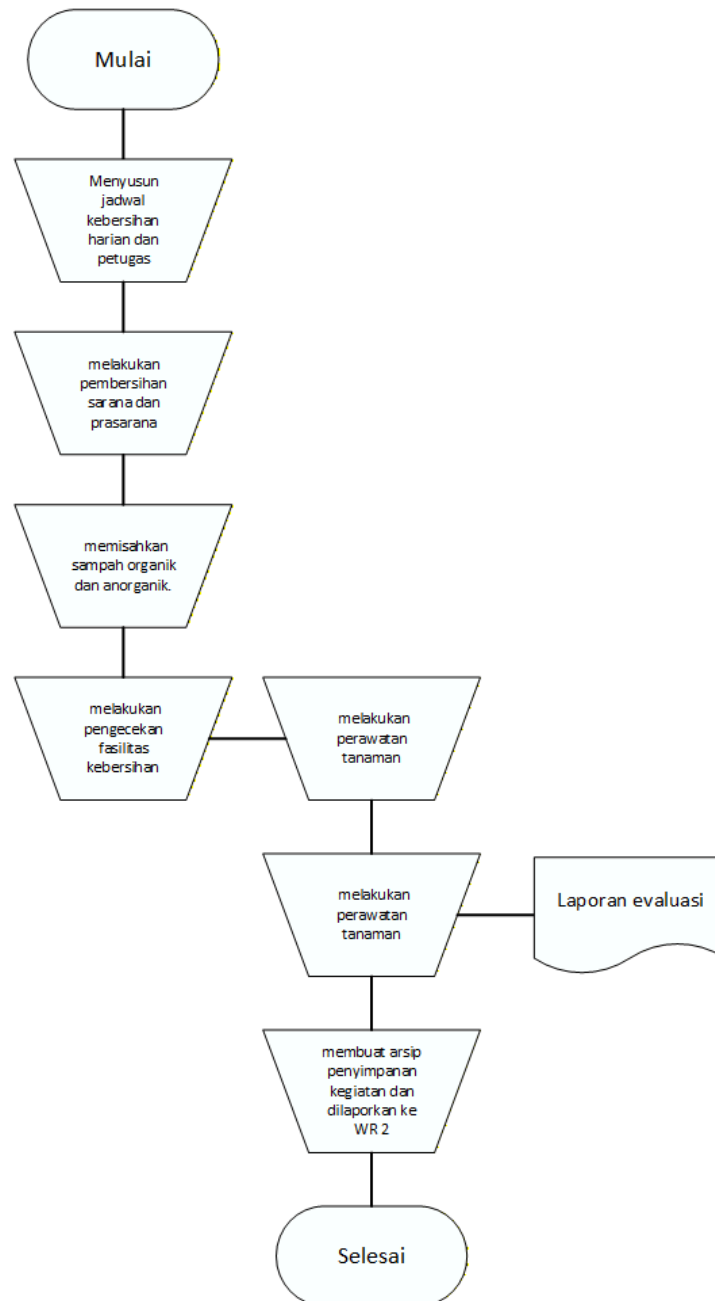 Mulai
Menyusun
jadwal
kebersihan
harian dan
petugas
melakukan
pembersihan
sarana dan
prasarana
memisahkan
sampah organik
dan anorganik.
melakukan
pengecekan
fasilitas
kebersihan
melakukan
perawatan
tanaman
melakukan
perawatan
tanaman
Laporan evaluasi
membuat arsip
penyimpanan
kegiatan dan
dilaporkan ke
WR 2
Selesai